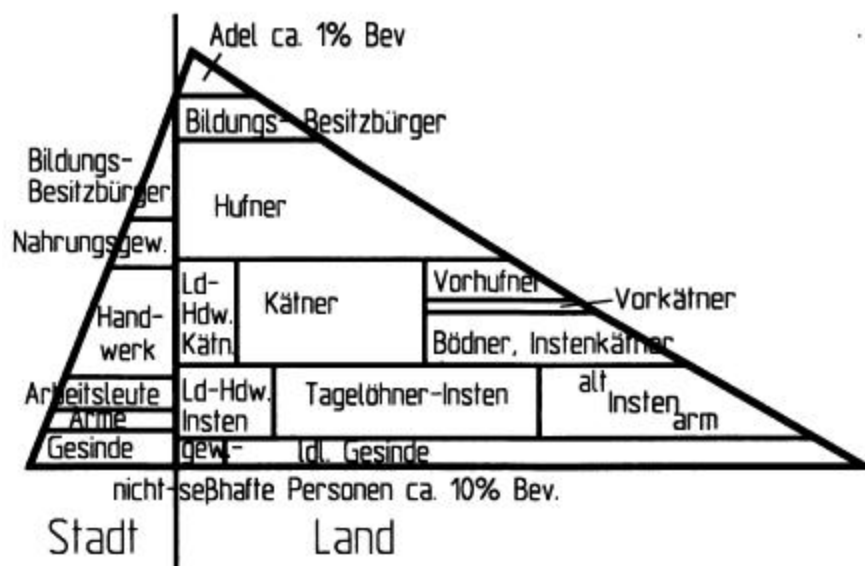 Adel ca. 1% Bev
Bildungs- Besitzbürger
Bildungs-
Besitzbürger
Hufner
Nahrungsgew.
Ld-
Hdw.
Kätn.
Kätner
Vorhufner
Vorkätner
Bödner, Instenkätner
Hand-
werk
Arbeitsleute
Arme
Gesinde
Ld-Hdw.
Insten
Tagelöhner-Insten
alt
Insten
arm
gew.-
ldl. Gesinde
nicht-seßhafte Personen ca. 10% Bev.
Stadt
Land